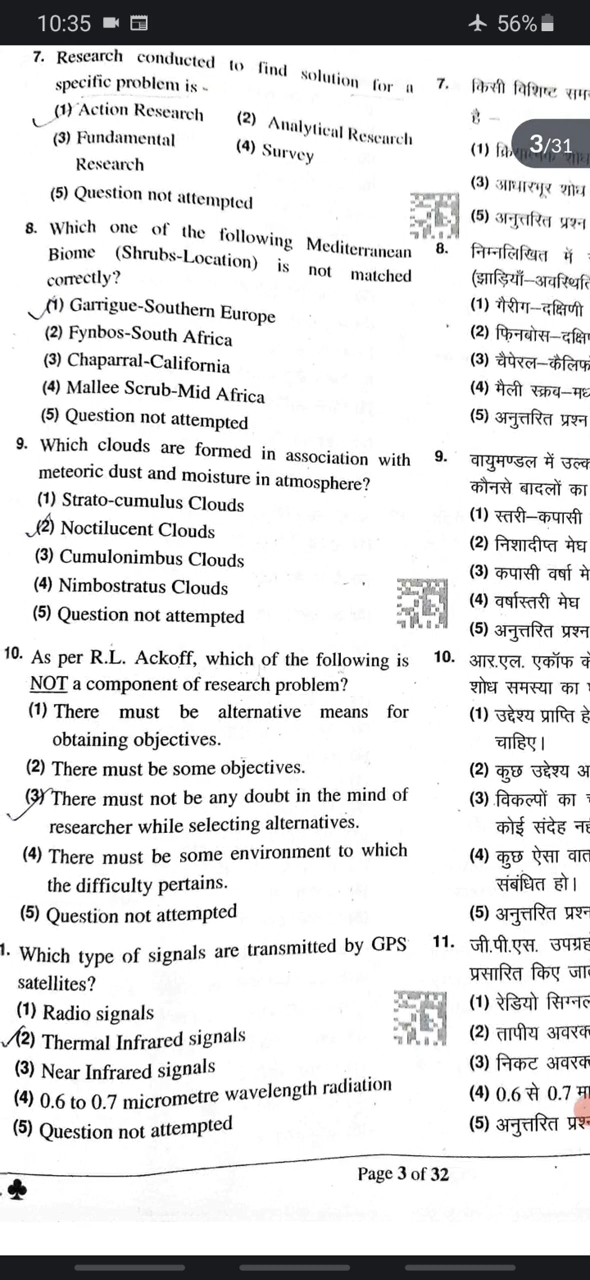 10:35
56%
7. Research conducted to find solution for a
specific problem is -
(1) Action Research
(2) Analytical Research
(3) Fundamental
Research
(4) Survey
(5) Question not attempted
8. Which one of the following Mediterranean
Biome (Shrubs-Location) is not matched
correctly?
(1) Garrigue-Southern Europe
(2) Fynbos-South Africa
(3) Chaparral-California
(4) Mallee Scrub-Mid Africa
(5) Question not attempted
9. Which clouds are formed in association with
meteoric dust and moisture in atmosphere?
(1) Strato-cumulus Clouds
(2) Noctilucent Clouds
(3) Cumulonimbus Clouds
(4) Nimbostratus Clouds
(5) Question not attempted
10. As per R.L. Ackoff, which of the following is
NOT a component of research problem?
(1) There must be alternative means for
obtaining objectives.
(2) There must be some objectives.
(3) There must not be any doubt in the mind of
researcher while selecting alternatives.
(4) There must be some environment to which
the difficulty pertains.
(5) Question not attempted
1. Which type of signals are transmitted by GPS
satellites?
(1) Radio signals
(2) Thermal Infrared signals
(3) Near Infrared signals
(4) 0.6 to 0.7 micrometre wavelength radiation
(5) Question not attempted
7. किसी विशिष्ट
है –
3/31
(1)
(3) शोध
(5) अनुत्तरित प्रश्न
8. निम्नलिखित में
(झाड़ियाँ–अवस्थिति
(1) गैरीग–दक्षिणी
(2) फिनबोस–दक्षि
(3) चैपेरल–कैलिफ
(4) मैली स्क्रब–मध
(5) अनुत्तरित प्रश्न
9. वायुमण्डल में उल्क
कौनसे बादलों का
(1) स्तरी–कपासी
(2) निशादीप्त मेघ
(3) कपासी वर्षा मे
(4) वर्षास्तरी मेघ
(5) अनुत्तरित प्रश्न
10. आर.एल. एकॉफ के
शोध समस्या का
(1) उद्देश्य प्राप्ति हे
चाहिए।
(2) कुछ उद्देश्य अ
(3) विकल्पों का
कोई संदेह नह
(4) कुछ ऐसा वात
संबंधित हो।
(5) अनुत्तरित प्रश्न
11. जी.पी.एस. उपग्रह
प्रसारित किए जा
(1) रेडियो सिग्नल
(2) तापीय अवरक
(3) निकट अवरक
(4) 0.6 से 0.7 मा
(5) अनुत्तरित प्रश्न
Page 3 of 32